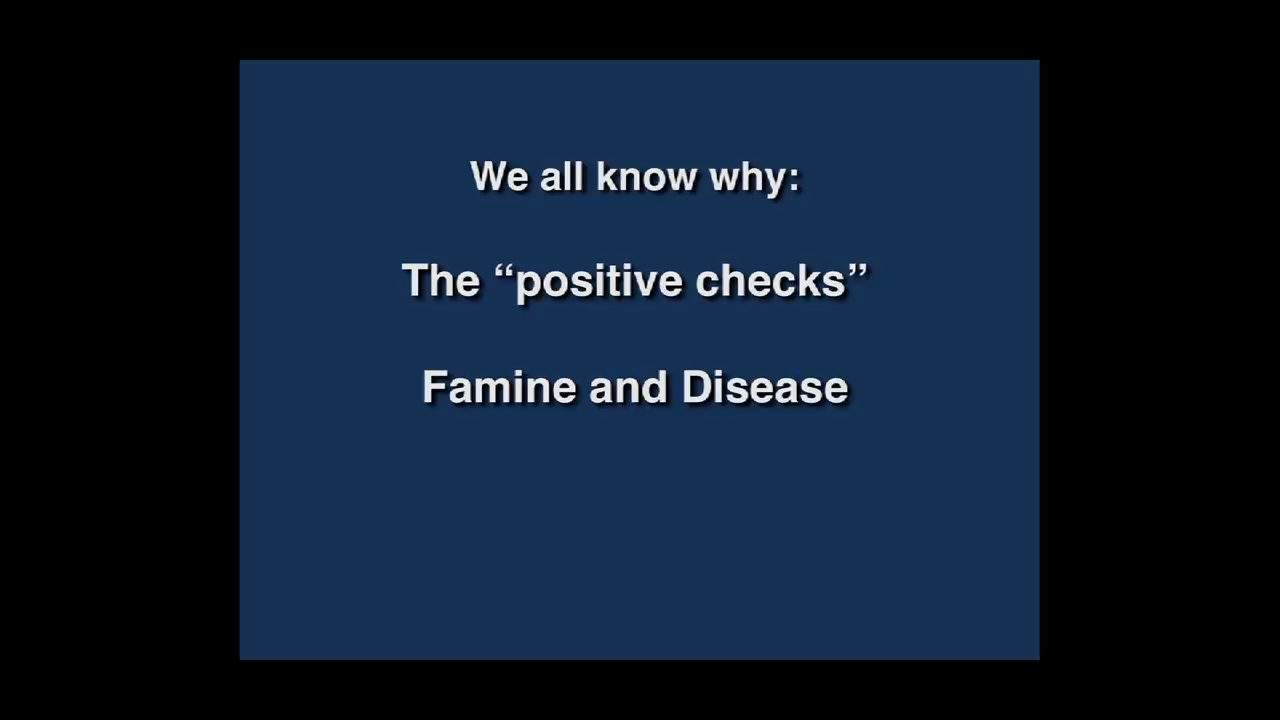 We all know why:
The “positive checks”
Famine and Disease